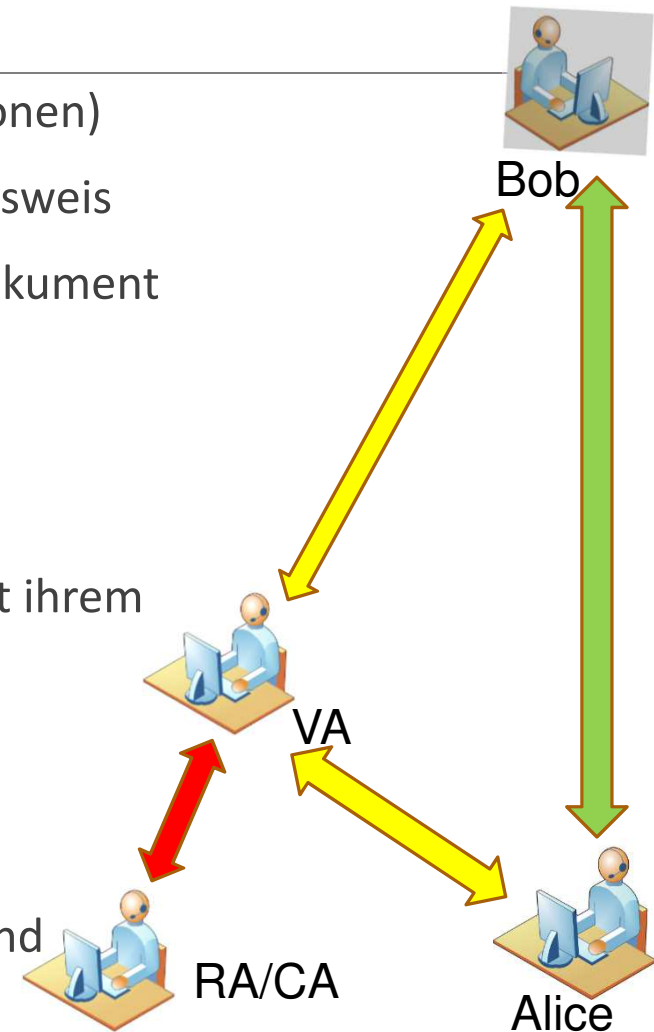 onen)
Bob
sweis
kument
t ihrem
VA
nd
RA/CA
Alice